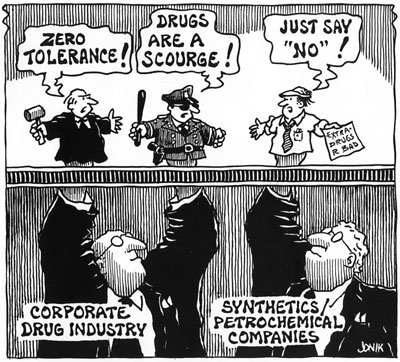 ZERO
TOLERANCE!
DRUGS
ARE A
SCOURGE!
JUST SAY
"NO"!
EXTRA-
DRUGS
R BAD
CORPORATE
DRUG INDUSTRY
SYNTHETICS/
PETROCHEMICAL
COMPANIES
JONIK